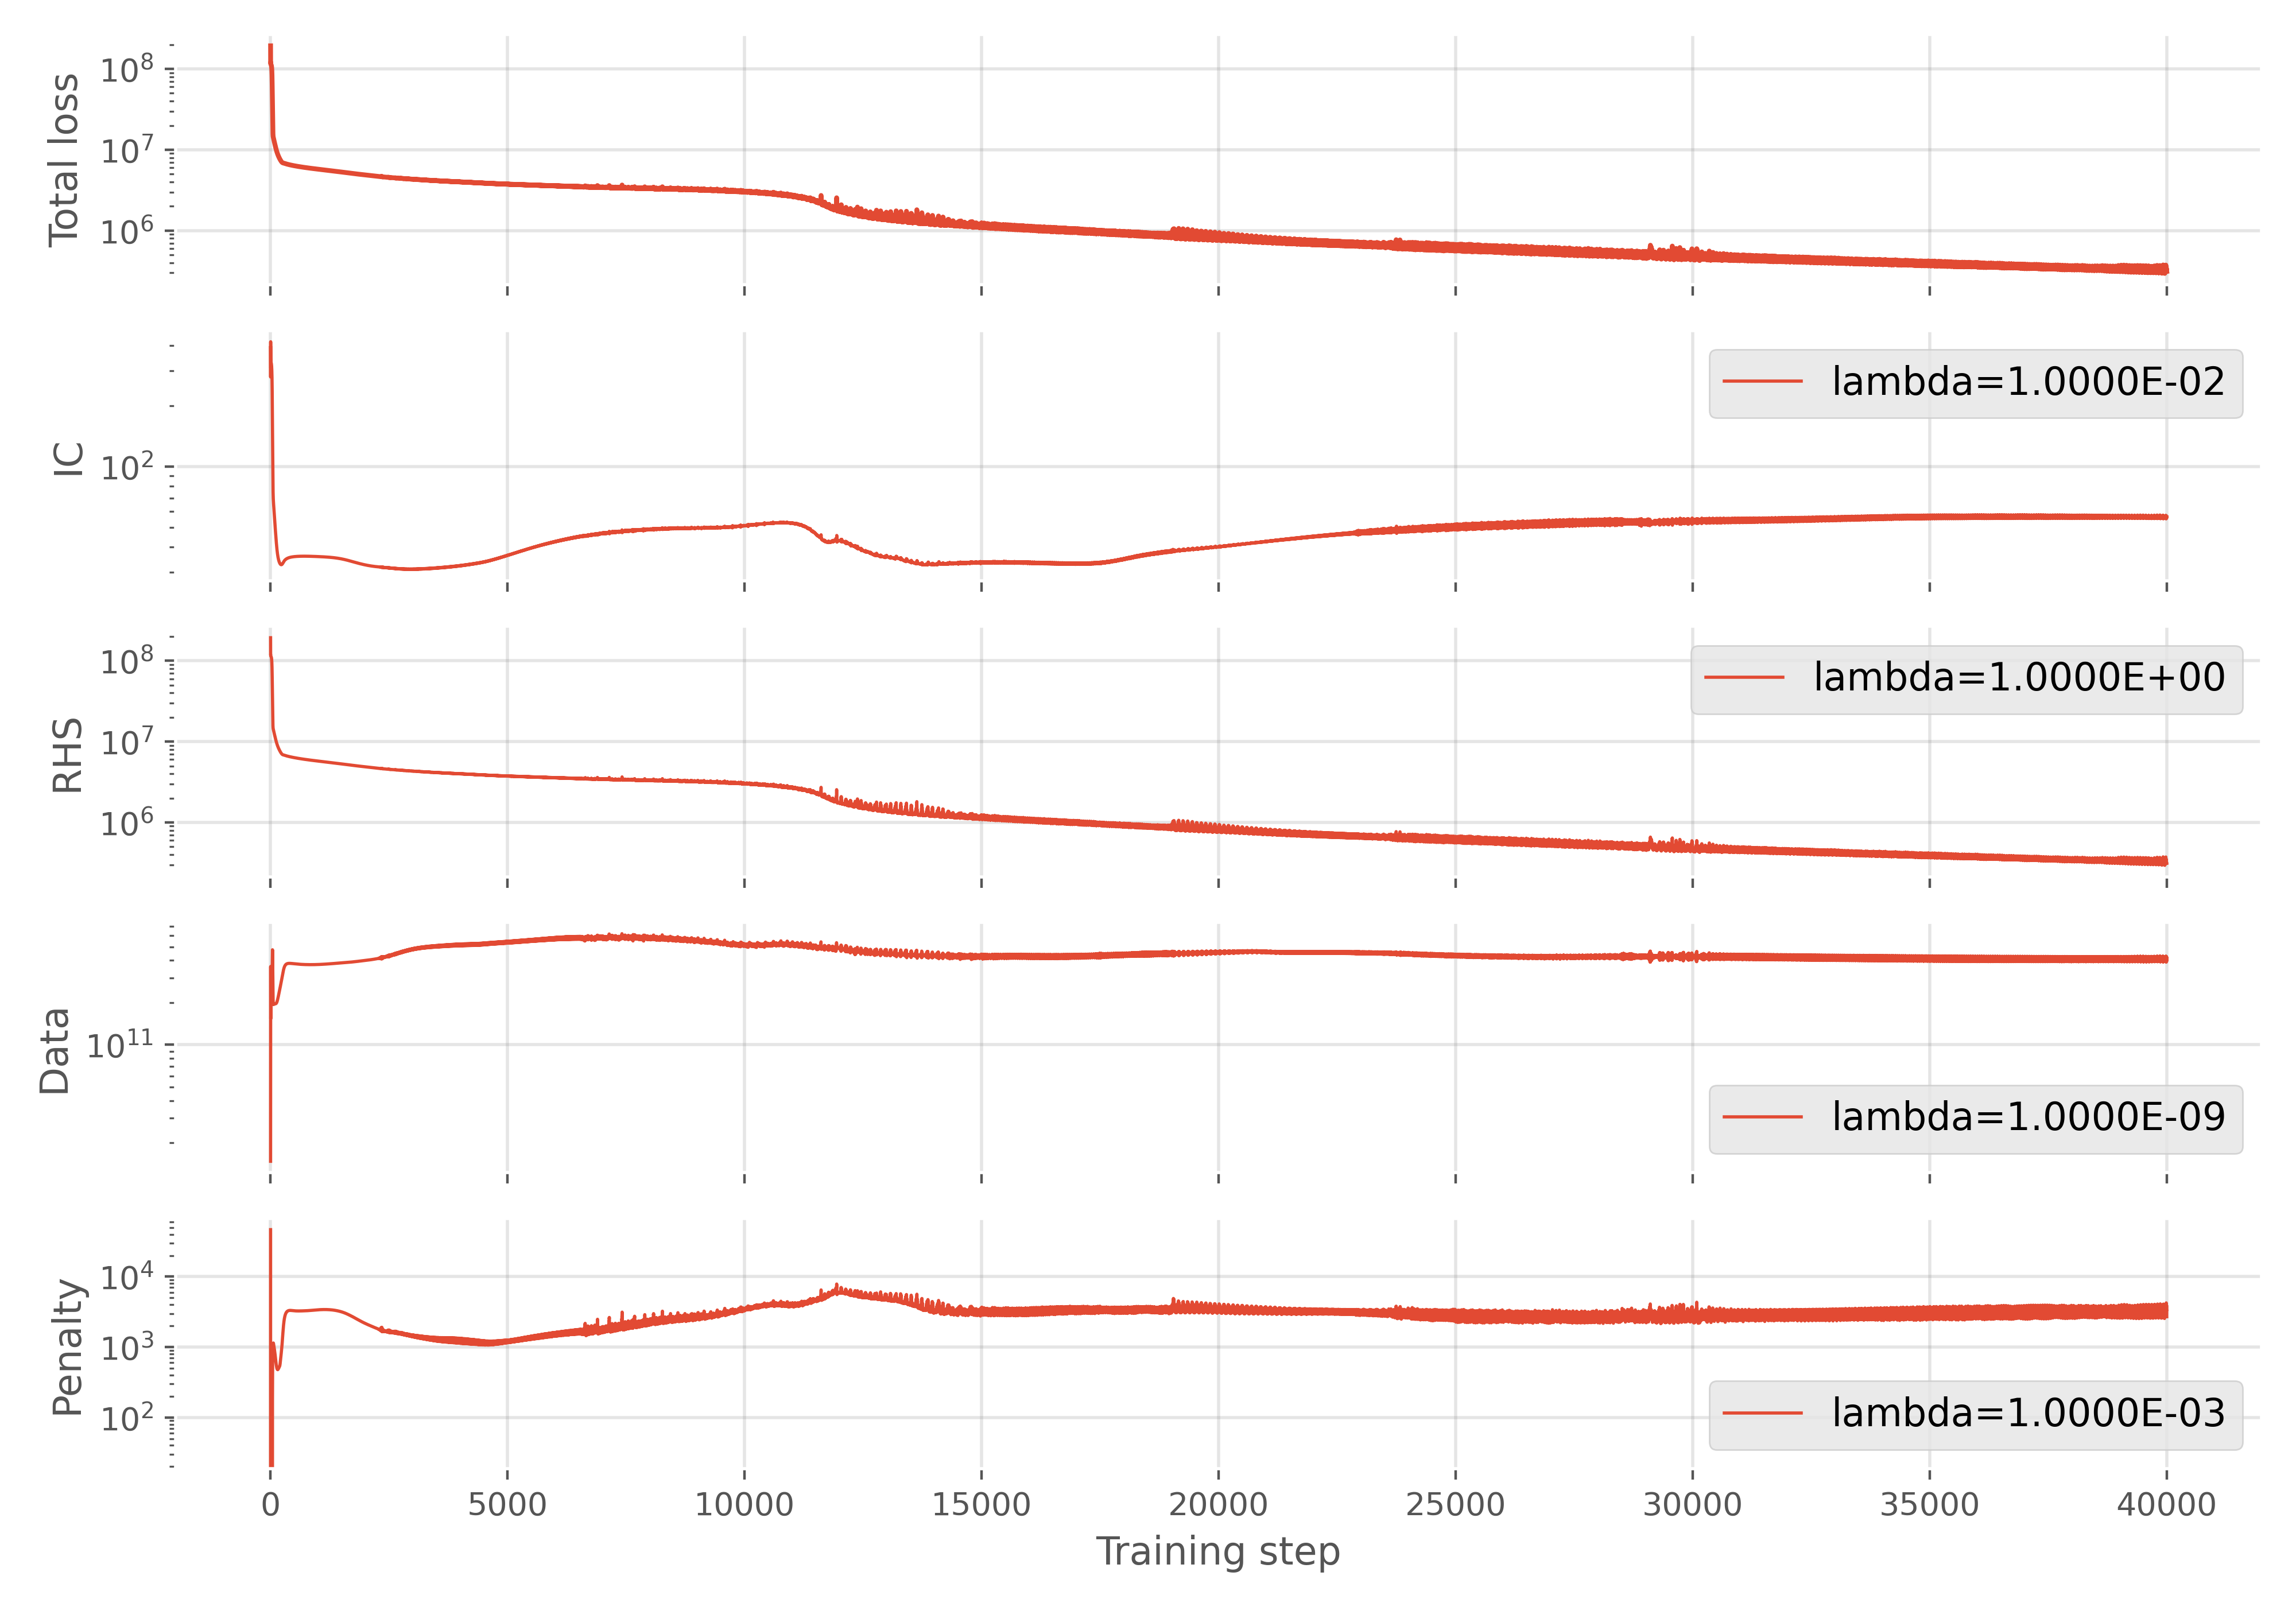 Total loss
10^8
10^7
10^6
IC
10^2
lambda=1.0000E-02
RHS
10^8
10^7
10^6
lambda=1.0000E+00
Data
10^11
lambda=1.0000E-09
Penalty
10^4
10^3
10^2
lambda=1.0000E-03
0 5000 10000 15000 20000 25000 30000 35000 40000
Training step